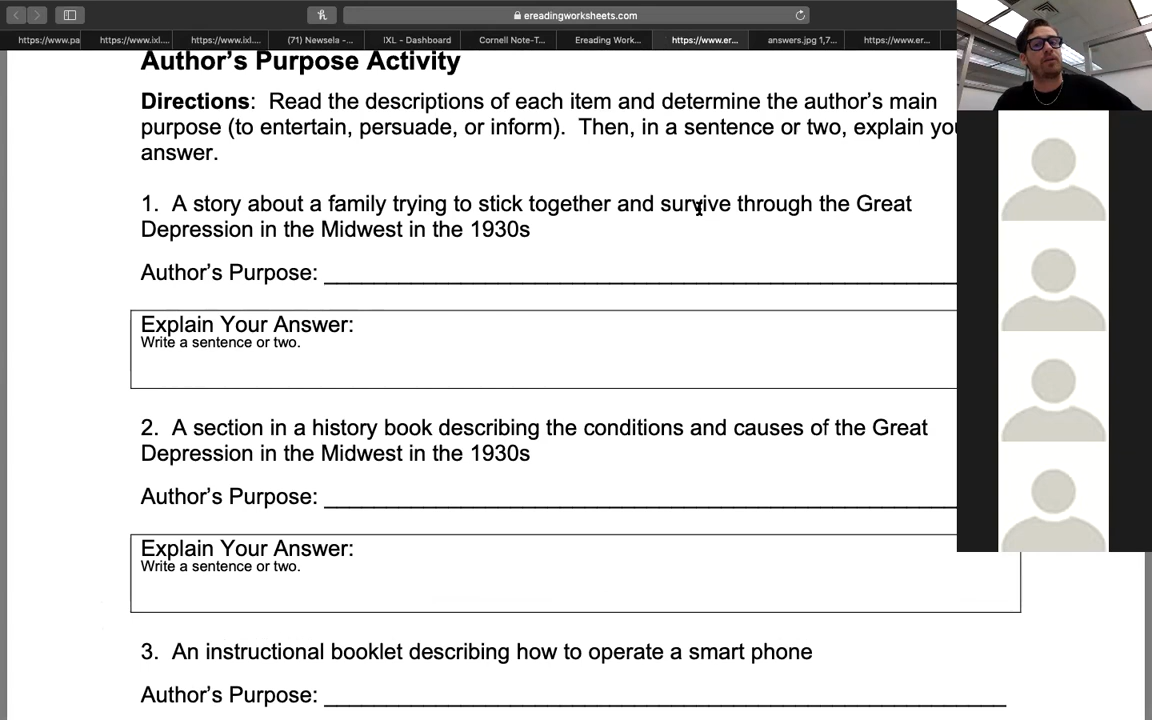 ereadingworksheets.com
https://www.pa
https://www.ixl....
https://www.ixl....
(71) Newsela -...
IXL - Dashboard
Cornell Note-T...
Ereading Work...
https://www.er...
answers.jpg 1,7...
https://www.er...
Author's Purpose Activity
Directions: Read the descriptions of each item and determine the author's main
purpose (to entertain, persuade, or inform). Then, in a sentence or two, explain you
answer.
1. A story about a family trying to stick together and survive through the Great
Depression in the Midwest in the 1930s
Author's Purpose:
Explain Your Answer:
Write a sentence or two.
2. A section in a history book describing the conditions and causes of the Great
Depression in the Midwest in the 1930s
Author's Purpose:
Explain Your Answer:
Write a sentence or two.
3. An instructional booklet describing how to operate a smart phone
Author's Purpose: